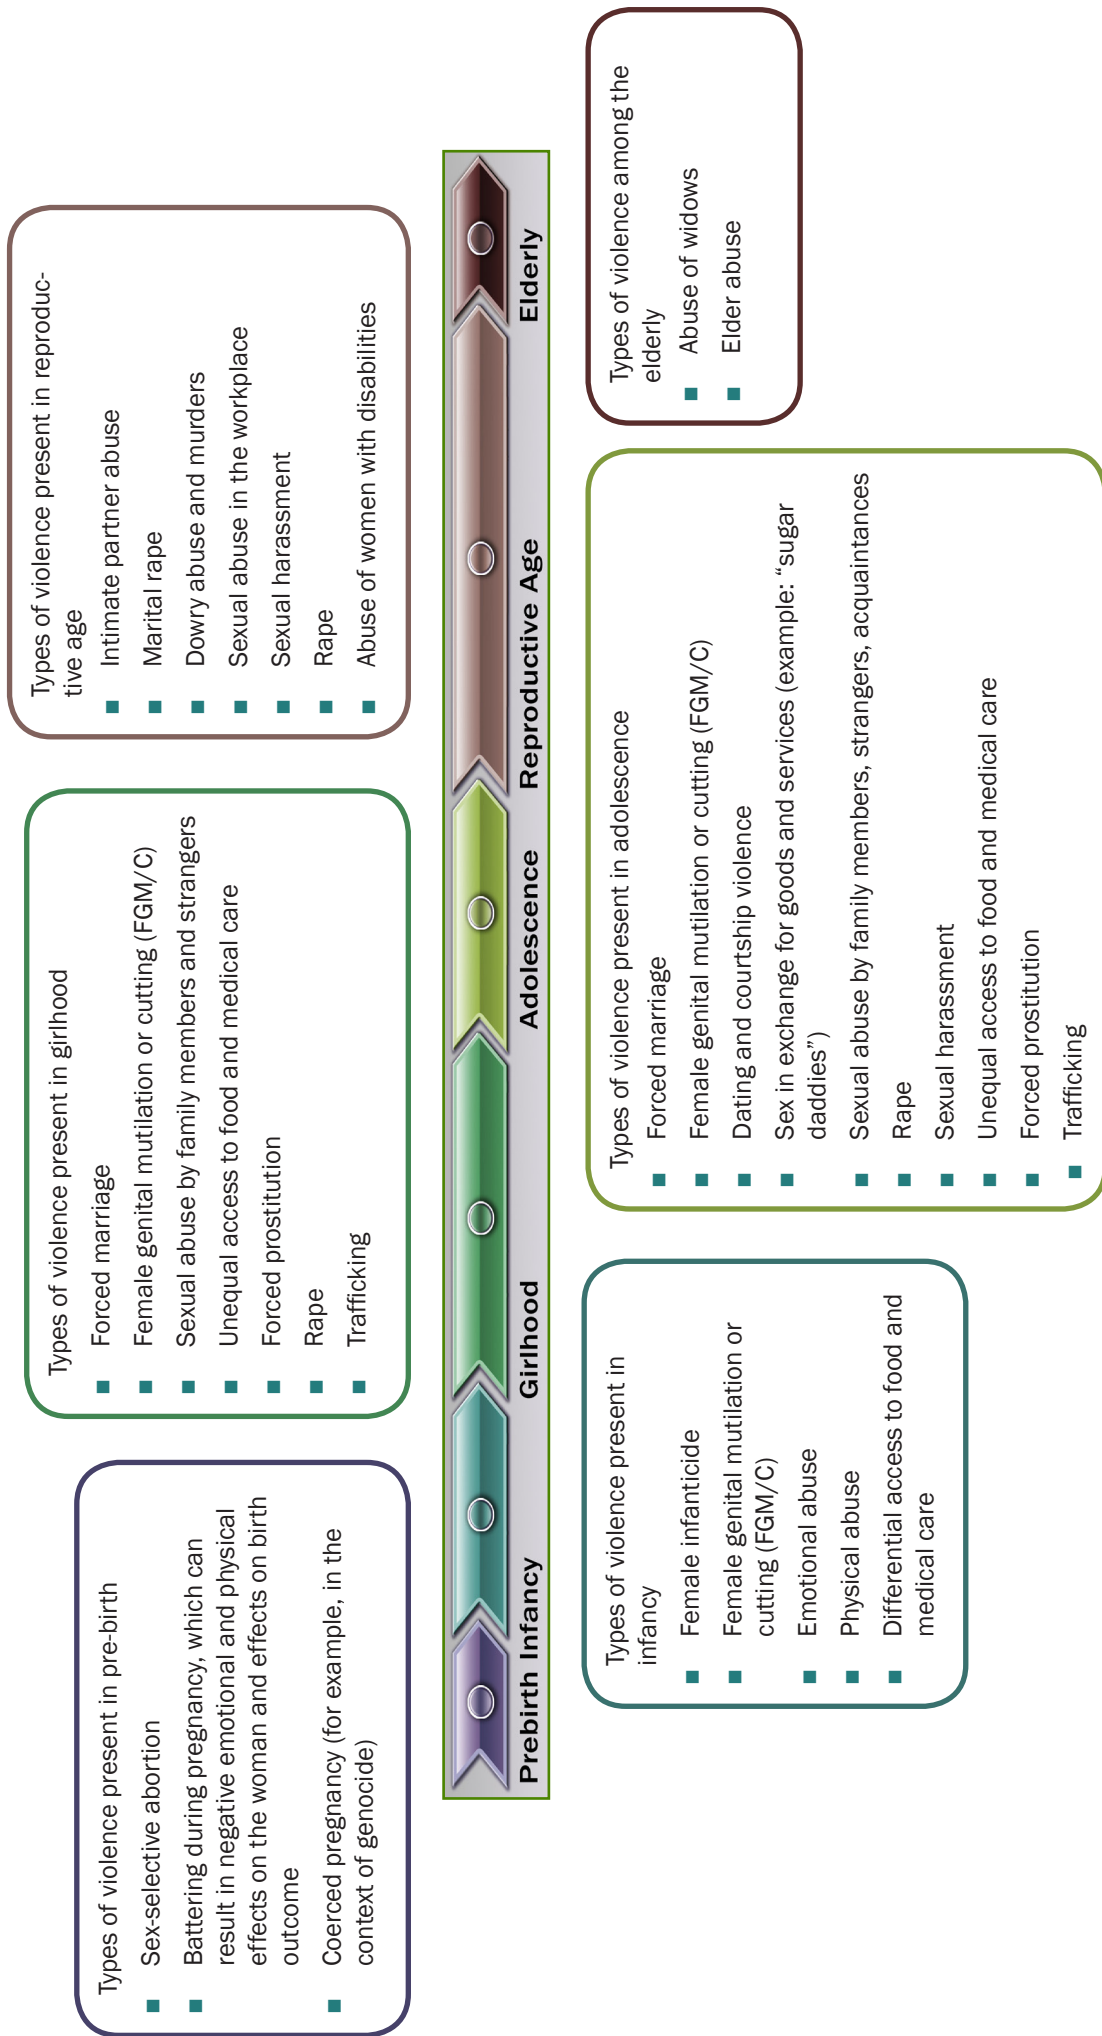 Types of violence present in pre-birth
■ Sex-selective abortion
■ Battering during pregnancy, which can
result in negative emotional and physical
effects on the woman and effects on birth
outcome
■ Coerced pregnancy (for example, in the
context of genocide)
Types of violence present in girlhood
■ Forced marriage
■ Female genital mutilation or cutting (FGM/C)
■ Sexual abuse by family members and strangers
■ Unequal access to food and medical care
■ Forced prostitution
■ Rape
■ Trafficking
Types of violence present in reproduc-
tive age
■ Intimate partner abuse
■ Marital rape
■ Dowry abuse and murders
■ Sexual abuse in the workplace
■ Sexual harassment
■ Rape
■ Abuse of women with disabilities
Prebirth Infancy Girlhood Adolescence Reproductive Age Elderly
Types of violence present in
infancy
■ Female infanticide
■ Female genital mutilation or
cutting (FGM/C)
■ Emotional abuse
■ Physical abuse
■ Differential access to food and
medical care
Types of violence present in adolescence
■ Forced marriage
■ Female genital mutilation or cutting (FGM/C)
■ Dating and courtship violence
■ Sex in exchange for goods and services (example: “sugar
daddies”)
■ Sexual abuse by family members, strangers, acquaintances
■ Rape
■ Sexual harassment
■ Unequal access to food and medical care
■ Forced prostitution
■ Trafficking
Types of violence among the
elderly
■ Abuse of widows
■ Elder abuse